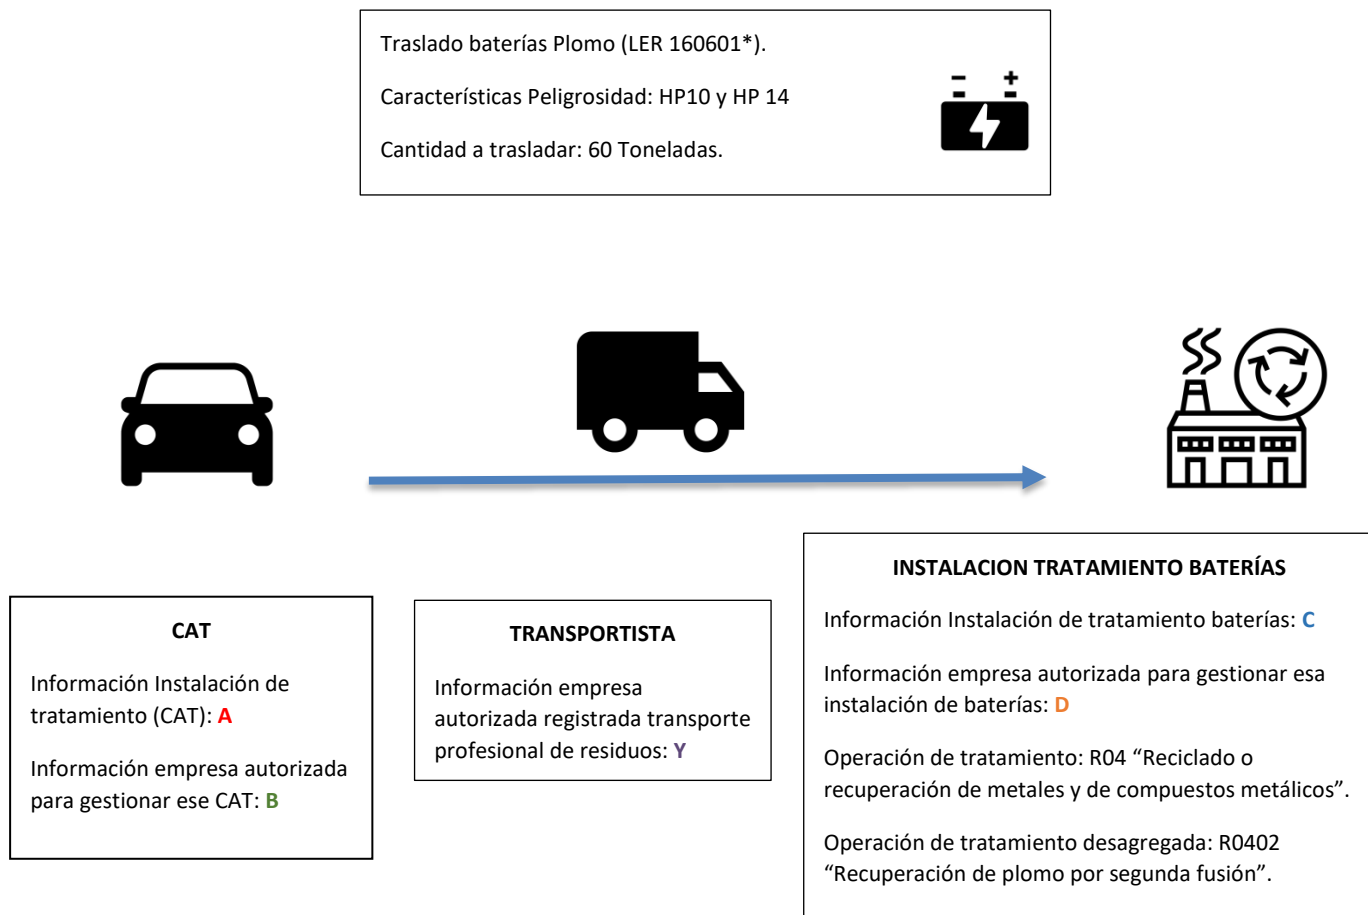 Traslado baterías Plomo (LER 160601*).
Características Peligrosidad: HP10 y HP 14
Cantidad a trasladar: 60 Toneladas.
CAT
Información Instalación de
tratamiento (CAT): A
Información empresa autorizada
para gestionar ese CAT: B
TRANSPORTISTA
Información empresa
autorizada registrada transporte
profesional de residuos: Y
INSTALACION TRATAMIENTO BATERÍAS
Información Instalación de tratamiento baterías: C
Información empresa autorizada para gestionar esa
instalación de baterías: D
Operación de tratamiento: R04 “Reciclado o
recuperación de metales y de compuestos metálicos”.
Operación de tratamiento desagregada: R0402
“Recuperación de plomo por segunda fusión”.